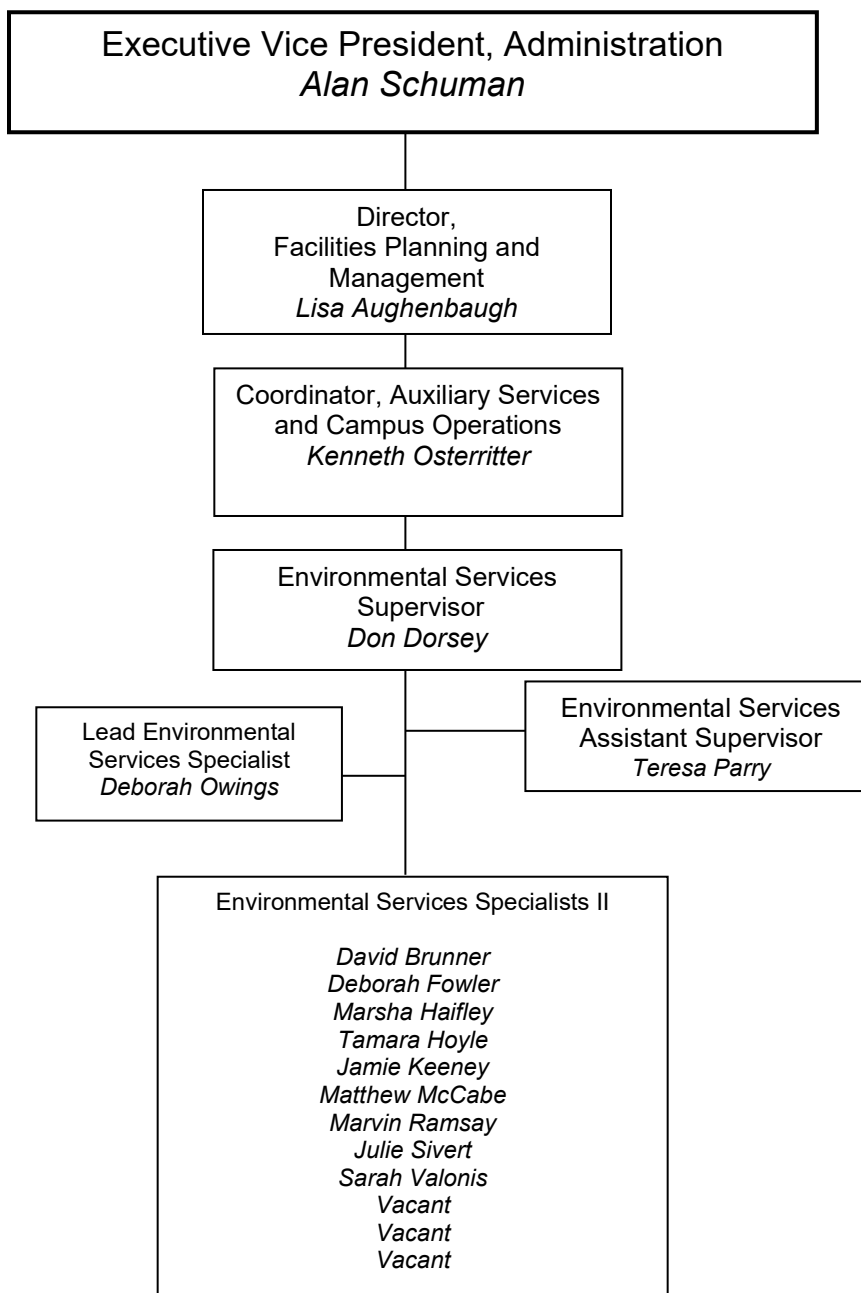 Executive Vice President, Administration
Alan Schuman
Director,
Facilities Planning and
Management
Lisa Aughenbaugh
Coordinator, Auxiliary Services
and Campus Operations
Kenneth Osterritter
Environmental Services
Supervisor
Don Dorsey
Lead Environmental
Services Specialist
Deborah Owings
Environmental Services
Assistant Supervisor
Teresa Parry
Environmental Services Specialists II
David Brunner
Deborah Fowler
Marsha Haifley
Tamara Hoyle
Jamie Keeney
Matthew McCabe
Marvin Ramsay
Julie Sivert
Sarah Valonis
Vacant
Vacant
Vacant